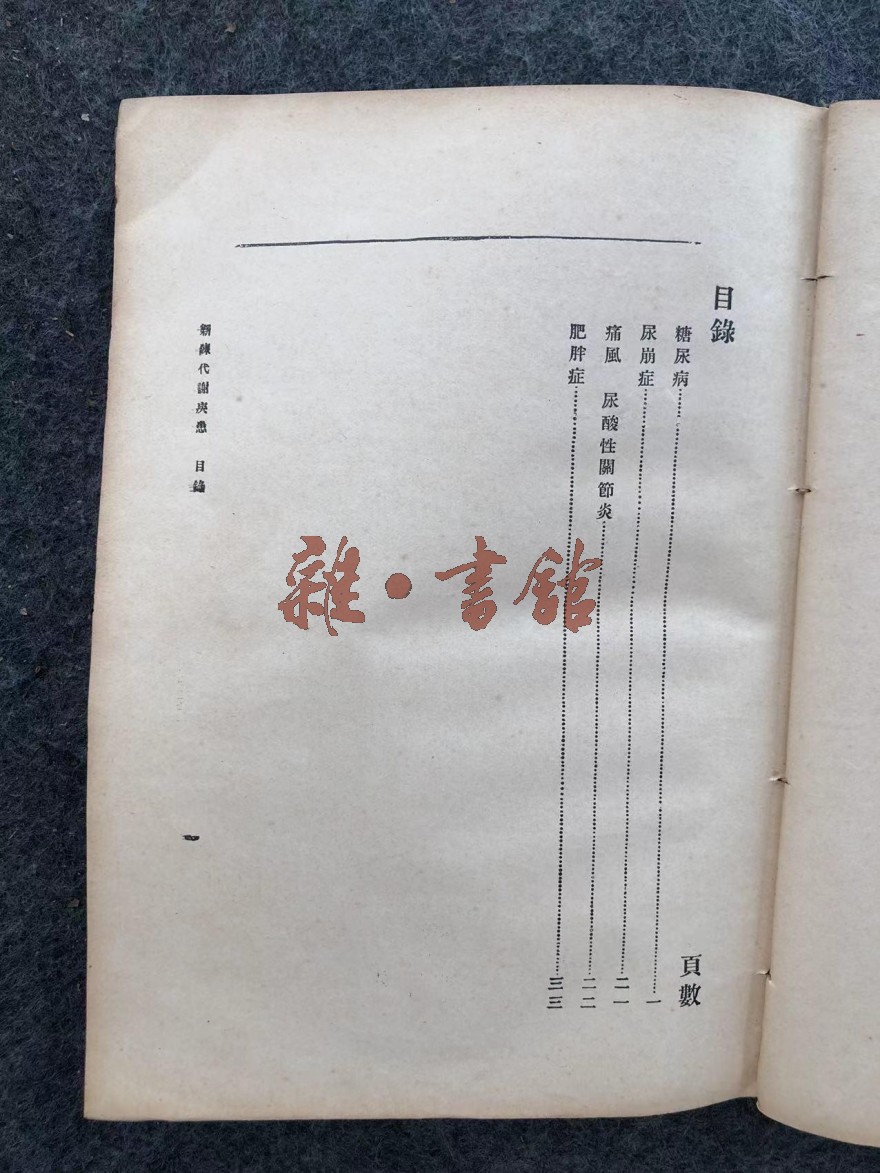 目錄
頁數
糖尿病……一
尿崩症……二一
痛風 尿酸性關節炎……二二
肥胖症……三三
新陳代謝疾患 目錄
一
雜·書館